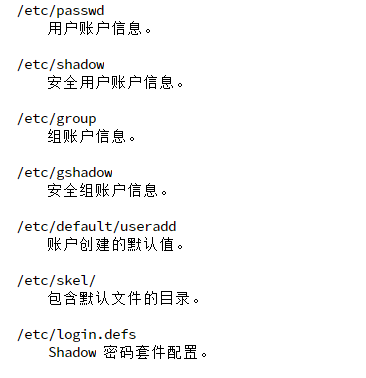 /etc/passwd
用户账户信息。
/etc/shadow
安全用户账户信息。
/etc/group
组账户信息。
/etc/gshadow
安全组账户信息。
/etc/default/useradd
账户创建的默认值。
/etc/skel/
包含默认文件的目录。
/etc/login.defs
Shadow 密码套件配置。